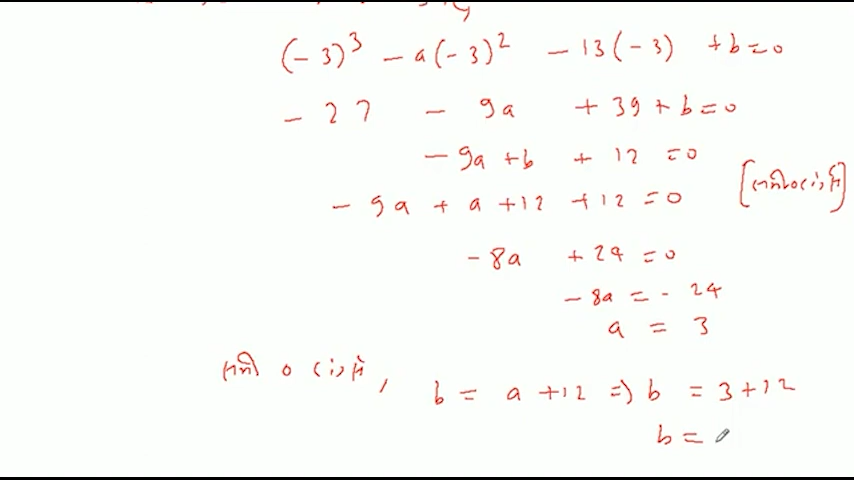 (-3)³ - a(-3)² - 13(-3) + b = 0
- 27 - 9a + 39 + b = 0
- 9a + b + 12 = 0
- 9a + a + 12 + 12 = 0
- 8a + 24 = 0
- 8a = - 24
a = 3
b = a + 12 => b = 3 + 12
b =